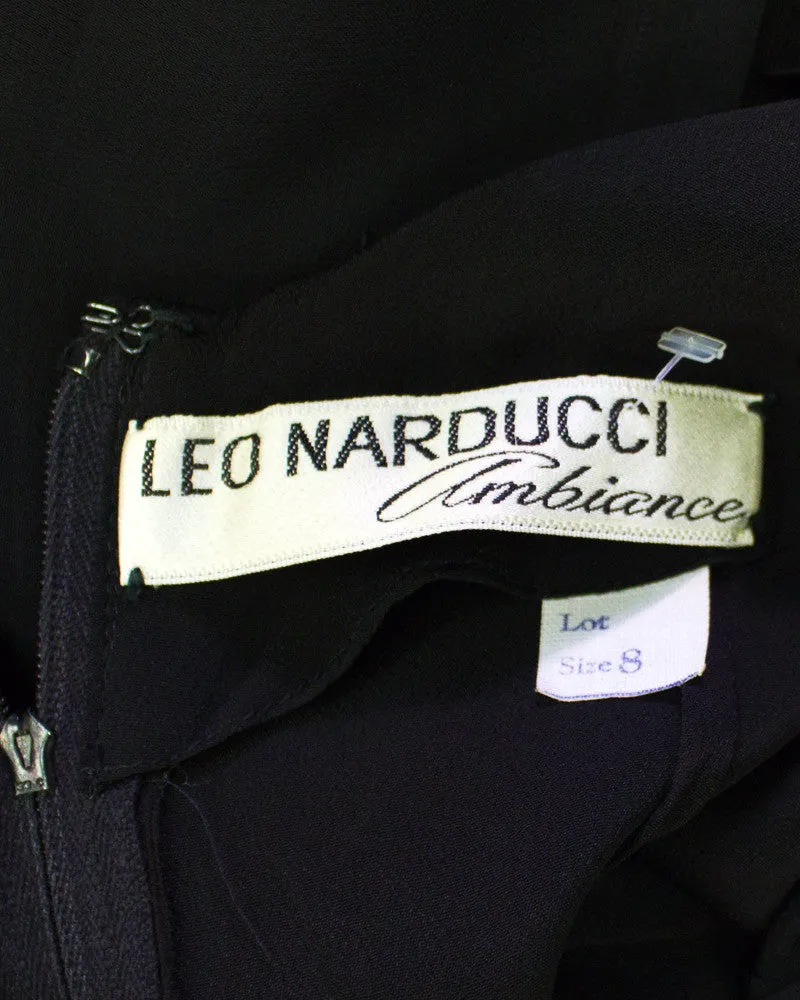 LEO NARDUCCI
Ambiance
Lot
Size 8